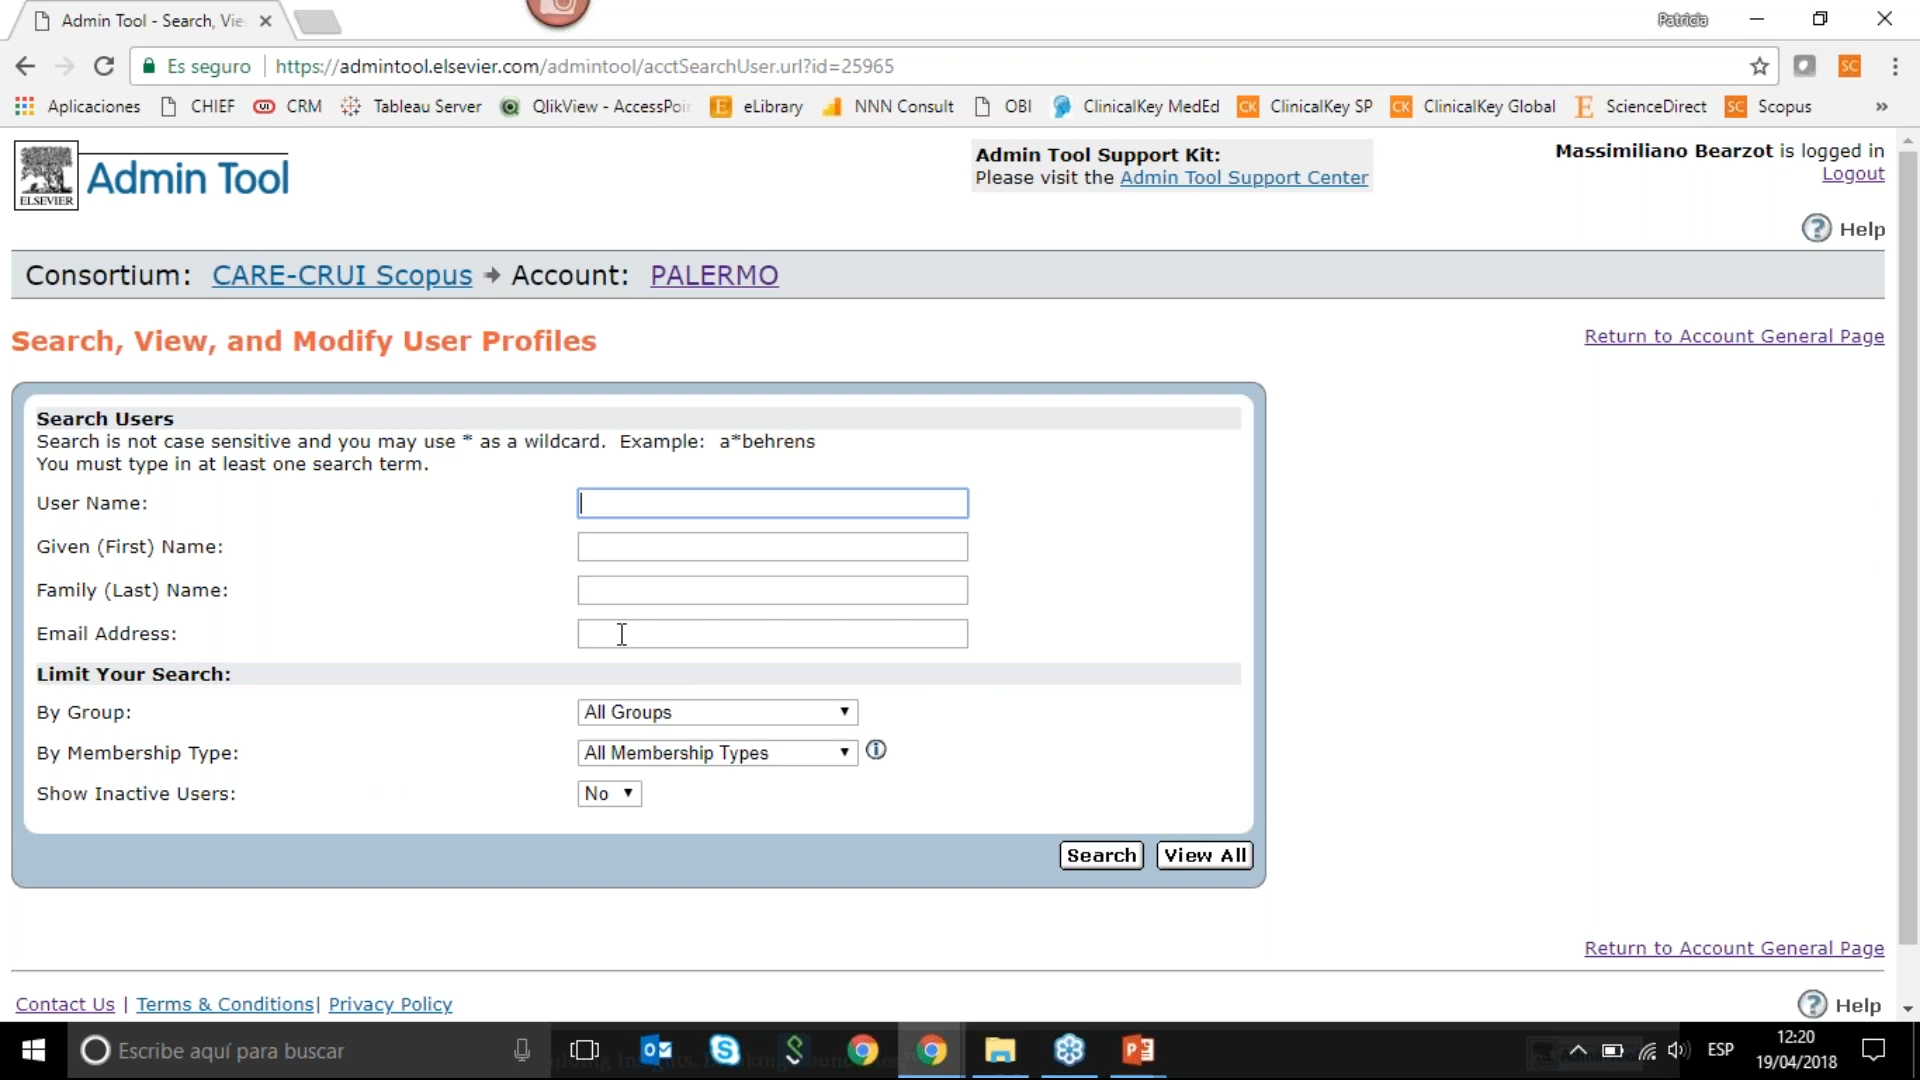 Admin Tool - Search, Vie
Patricia
Es seguro
https://admintool.elsevier.com/admintool/acctSearchUser.url?id=25965
SC
Aplicaciones CHIEF CRM Tableau Server QlikView - AccessPoin eLibrary NNN Consult OBI ClinicalKey MedEd CK ClinicalKey SP CK ClinicalKey Global ScienceDirect SC Scopus »
ELSEVIER
Admin Tool
Admin Tool Support Kit:
Please visit the Admin Tool Support Center
Massimiliano Bearzot is logged in
Logout
Help
Consortium: CARE-CRUI Scopus → Account: PALERMO
Search, View, and Modify User Profiles
Return to Account General Page
Search Users
Search is not case sensitive and you may use * as a wildcard. Example: a*behrens
You must type in at least one search term.
User Name:
Given (First) Name:
Family (Last) Name:
Email Address:
Limit Your Search:
By Group: All Groups
By Membership Type: All Membership Types
Show Inactive Users: No
Search View All
Return to Account General Page
Contact Us | Terms & Conditions| Privacy Policy
Help
Escribe aquí para buscar
ESP
12:20
19/04/2018